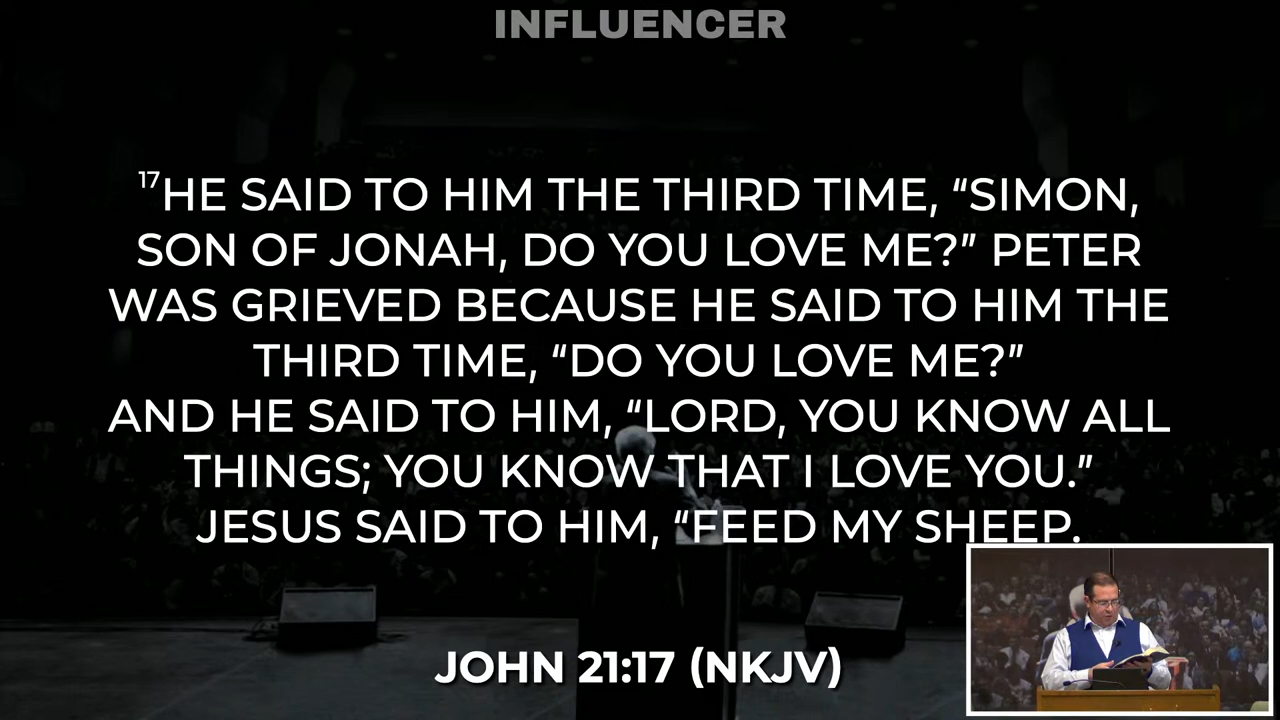 INFLUENCER
¹⁷HE SAID TO HIM THE THIRD TIME, “SIMON,
SON OF JONAH, DO YOU LOVE ME?” PETER
WAS GRIEVED BECAUSE HE SAID TO HIM THE
THIRD TIME, “DO YOU LOVE ME?”
AND HE SAID TO HIM, “LORD, YOU KNOW ALL
THINGS; YOU KNOW THAT I LOVE YOU.”
JESUS SAID TO HIM, “FEED MY SHEEP.
JOHN 21:17 (NKJV)